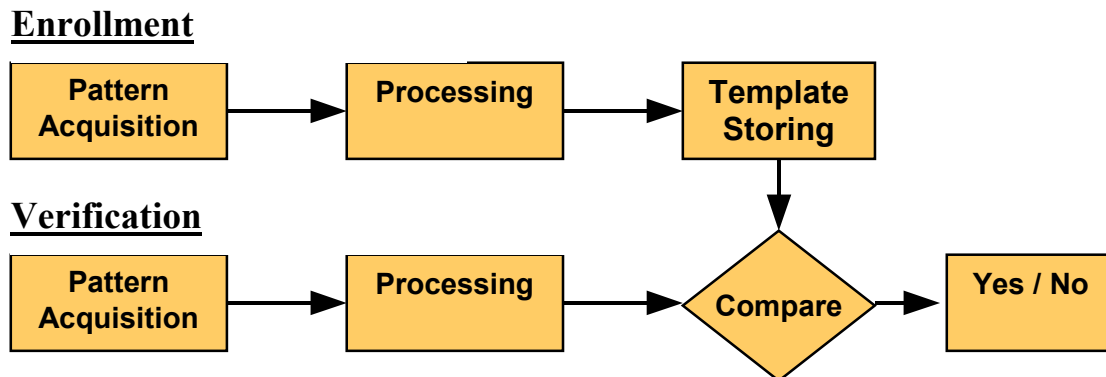 Enrollment
Pattern
Acquisition
Processing
Template
Storing
Verification
Pattern
Acquisition
Processing
Compare
Yes / No